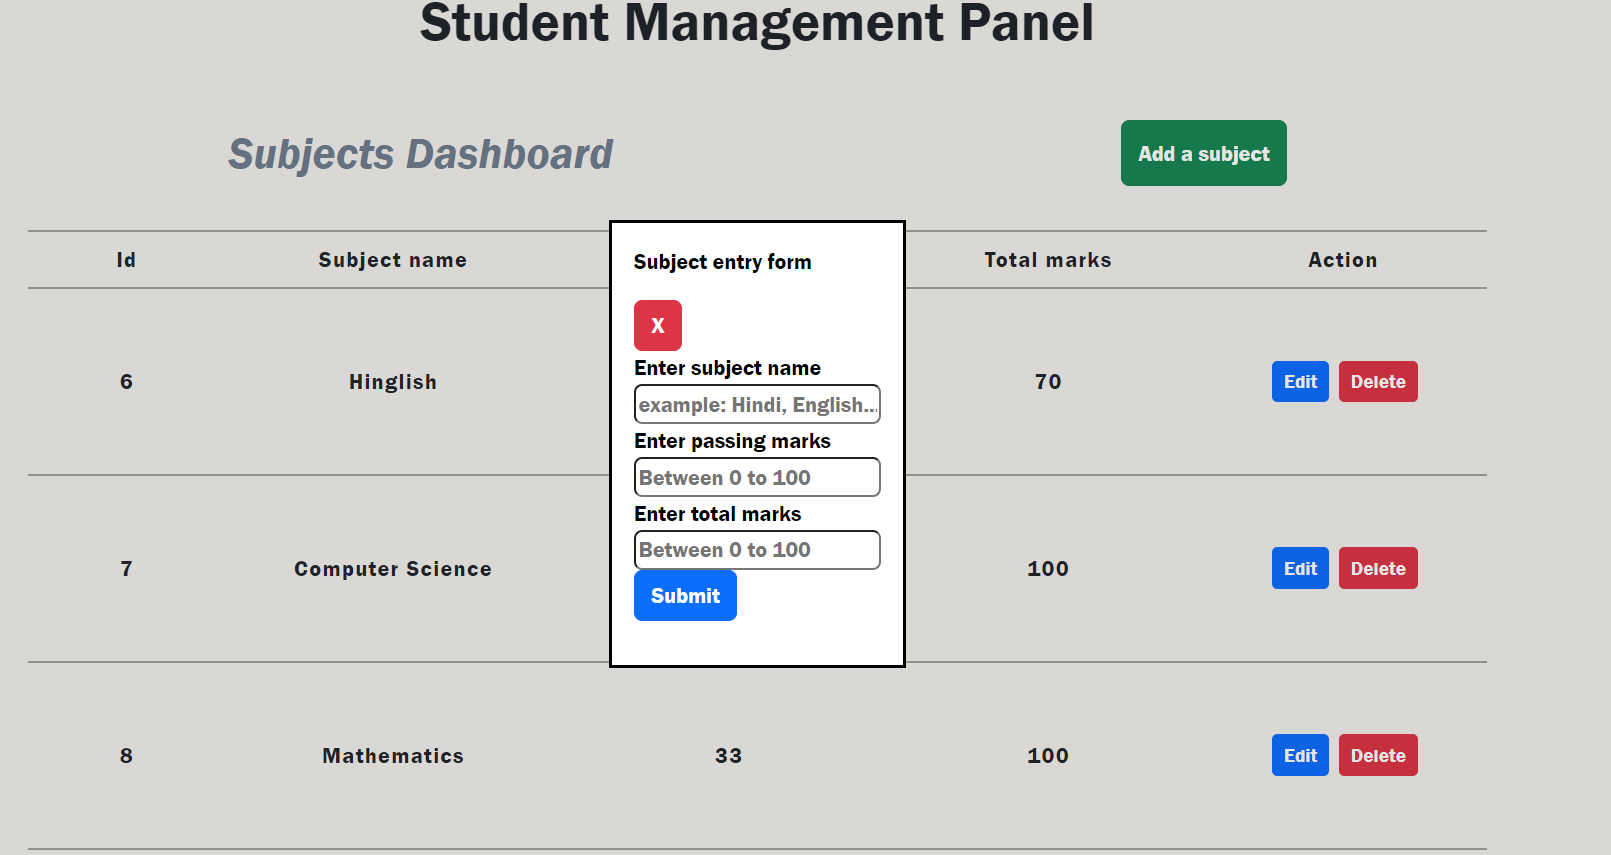 Student Management Panel
Subjects Dashboard
Add a subject
Id Subject name Total marks Action
6 Hinglish 70 Edit Delete
7 Computer Science 100 Edit Delete
8 Mathematics 33 100 Edit Delete
Subject entry form
X
Enter subject name
example: Hindi, English...
Enter passing marks
Between 0 to 100
Enter total marks
Between 0 to 100
Submit